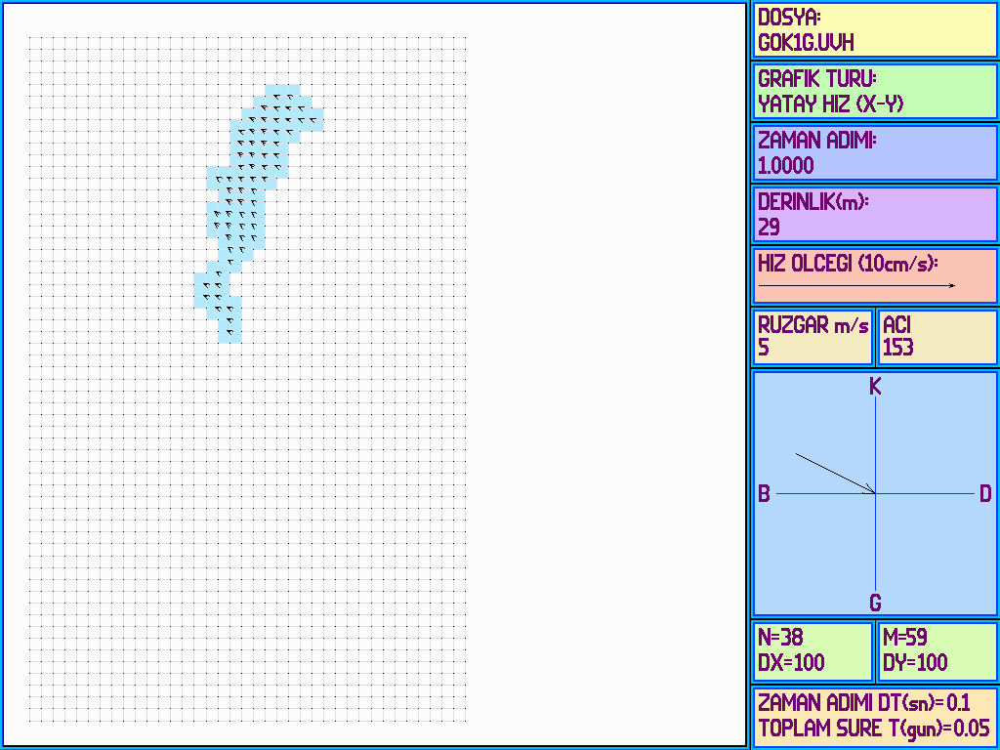 DOSYA:
GOK1G.UVH
GRAFIK TURU:
YATAY HIZ (X-Y)
ZAMAN ADIMI:
1.0000
DERINLIK(m):
29
HIZ OLCEGI (10cm/s):
RUZGAR m/s
5
ACI
153
K
B
D
G
N=38
DX=100
M=59
DY=100
ZAMAN ADIMI DT(sn)=0.1
TOPLAM SURE T(gun)=0.05